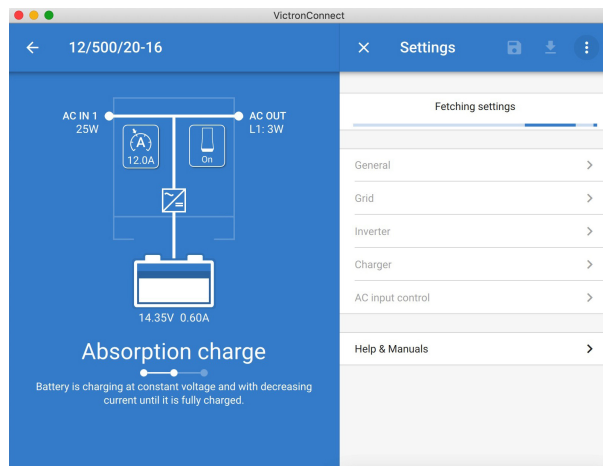 VictronConnect
12/500/20-16
AC IN 1
25W
AC OUT
L1: 3W
A
12.0A
On
14.35V 0.60A
Absorption charge
Battery is charging at constant voltage and with decreasing
current until it is fully charged.
Settings
Fetching settings
General
Grid
Inverter
Charger
AC input control
Help & Manuals